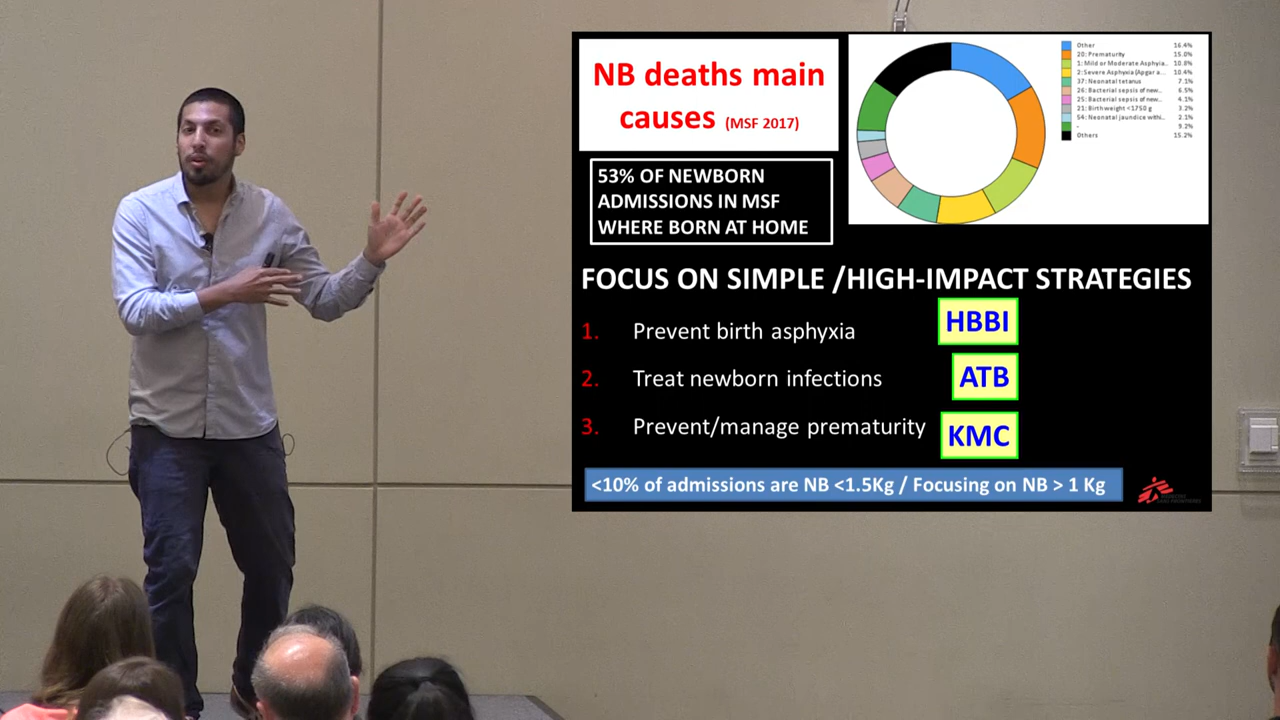 NB deaths main
causes (MSF 2017)
53% OF NEWBORN
ADMISSIONS IN MSF
WHERE BORN AT HOME
Other 16.4%
20: Prematurity 15.0%
1: Mild or Moderate Asphyxia.. 10.8%
2: Severe Asphyxia (Apgar a... 10.4%
37: Neonatal tetanus 7.1%
26: Bacterial sepsis of new... 6.5%
25: Bacterial sepsis of new... 4.1%
21: Birthweight <1750 g 3.2%
54: Neonatal jaundice withi.. 2.1%
- 9.2%
Others 15.2%
FOCUS ON SIMPLE /HIGH-IMPACT STRATEGIES
1. Prevent birth asphyxia HBBI
2. Treat newborn infections ATB
3. Prevent/manage prematurity KMC
<10% of admissions are NB <1.5Kg / Focusing on NB > 1 Kg